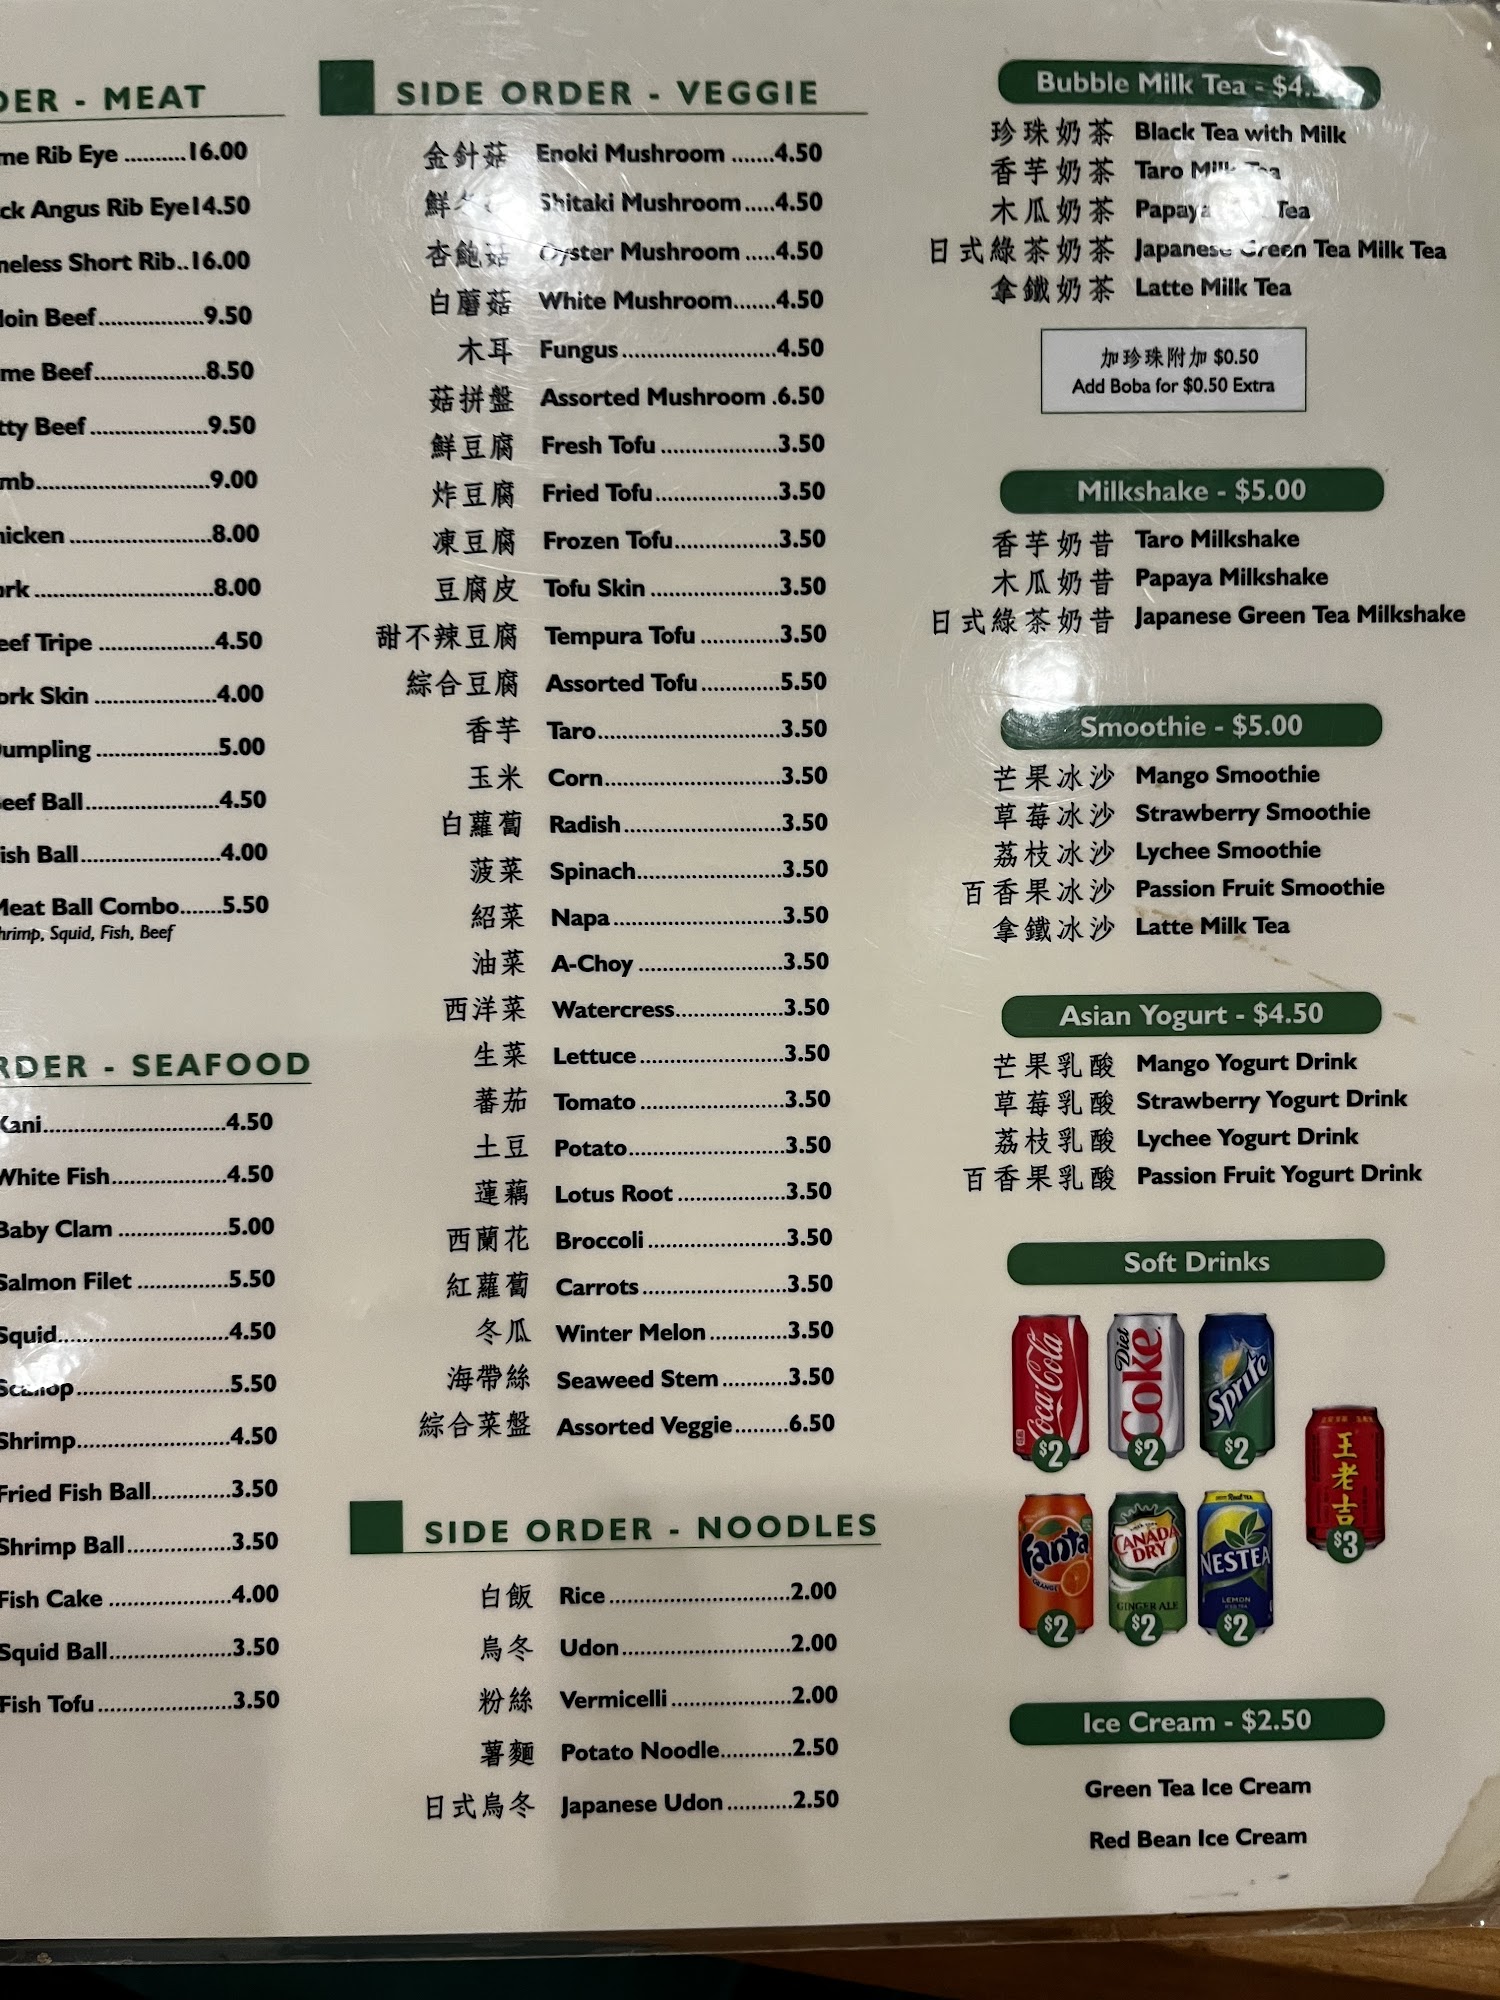 DER - MEAT
me Rib Eye ..........16.00
ck Angus Rib Eye14.50
neless Short Rib..16.00
loin Beef..................9.50
me Beef...................8.50
tty Beef....................9.50
mb..............................9.00
hicken ........................8.00
ork ..............................8.00
eef Tripe ....................4.50
ork Skin .....................4.00
umpling .....................5.00
eef Ball.......................4.50
ish Ball........................4.00
Meat Ball Combo.......5.50
hrimp, Squid, Fish, Beef
RDER - SEAFOOD
Kani...............................4.50
White Fish....................4.50
Baby Clam ...................5.00
Salmon Filet ...............5.50
Squid.............................4.50
Scallop..........................5.50
Shrimp..........................4.50
Fried Fish Ball.............3.50
Shrimp Ball..................3.50
Fish Cake .....................4.00
Squid Ball.....................3.50
Fish Tofu .......................3.50
SIDE ORDER - VEGGIE
金針菇 Enoki Mushroom .......4.50
鮮 Shitaki Mushroom.....4.50
杏鮑菇 Oyster Mushroom .....4.50
白蘑菇 White Mushroom.......4.50
木耳 Fungus..........................4.50
菇拼盤 Assorted Mushroom .6.50
鮮豆腐 Fresh Tofu....................3.50
炸豆腐 Fried Tofu.....................3.50
凍豆腐 Frozen Tofu.................3.50
豆腐皮 Tofu Skin ......................3.50
甜不辣豆腐 Tempura Tofu .............3.50
綜合豆腐 Assorted Tofu.............5.50
香芋 Taro...............................3.50
玉米 Corn.............................3.50
白蘿蔔 Radish...........................3.50
菠菜 Spinach.........................3.50
紹菜 Napa .............................3.50
油菜 A-Choy .........................3.50
西洋菜 Watercress..................3.50
生菜 Lettuce .........................3.50
蕃茄 Tomato .........................3.50
土豆 Potato...........................3.50
蓮藕 Lotus Root ...................3.50
西蘭花 Broccoli........................3.50
紅蘿蔔 Carrots.........................3.50
冬瓜 Winter Melon ..............3.50
海帶絲 Seaweed Stem............3.50
綜合菜盤 Assorted Veggie.........6.50
SIDE ORDER - NOODLES
白飯 Rice...............................2.00
烏冬 Udon.............................2.00
粉絲 Vermicelli.....................2.00
薯麵 Potato Noodle............2.50
日式烏冬 Japanese Udon ...........2.50
Bubble Milk Tea - $4.
珍珠奶茶 Black Tea with Milk
香芋奶茶 Taro Milk Tea
木瓜奶茶 Papaya Tea
日式綠茶奶茶 Japanese Green Tea Milk Tea
拿鐵奶茶 Latte Milk Tea
加珍珠附加 $0.50
Add Boba for $0.50 Extra
Milkshake - $5.00
香芋奶昔 Taro Milkshake
木瓜奶昔 Papaya Milkshake
日式綠茶奶昔 Japanese Green Tea Milkshake
Smoothie - $5.00
芒果冰沙 Mango Smoothie
草莓冰沙 Strawberry Smoothie
荔枝冰沙 Lychee Smoothie
百香果冰沙 Passion Fruit Smoothie
拿鐵冰沙 Latte Milk Tea
Asian Yogurt - $4.50
芒果乳酸 Mango Yogurt Drink
草莓乳酸 Strawberry Yogurt Drink
荔枝乳酸 Lychee Yogurt Drink
百香果乳酸 Passion Fruit Yogurt Drink
Soft Drinks
Coca-Cola
$2
Diet Coke
$2
Sprite
$2
王老吉
$3
Fanta
ORANGE
$2
CANADA DRY
GINGER ALE
$2
NESTEA
LEMON
$2
Ice Cream - $2.50
Green Tea Ice Cream
Red Bean Ice Cream